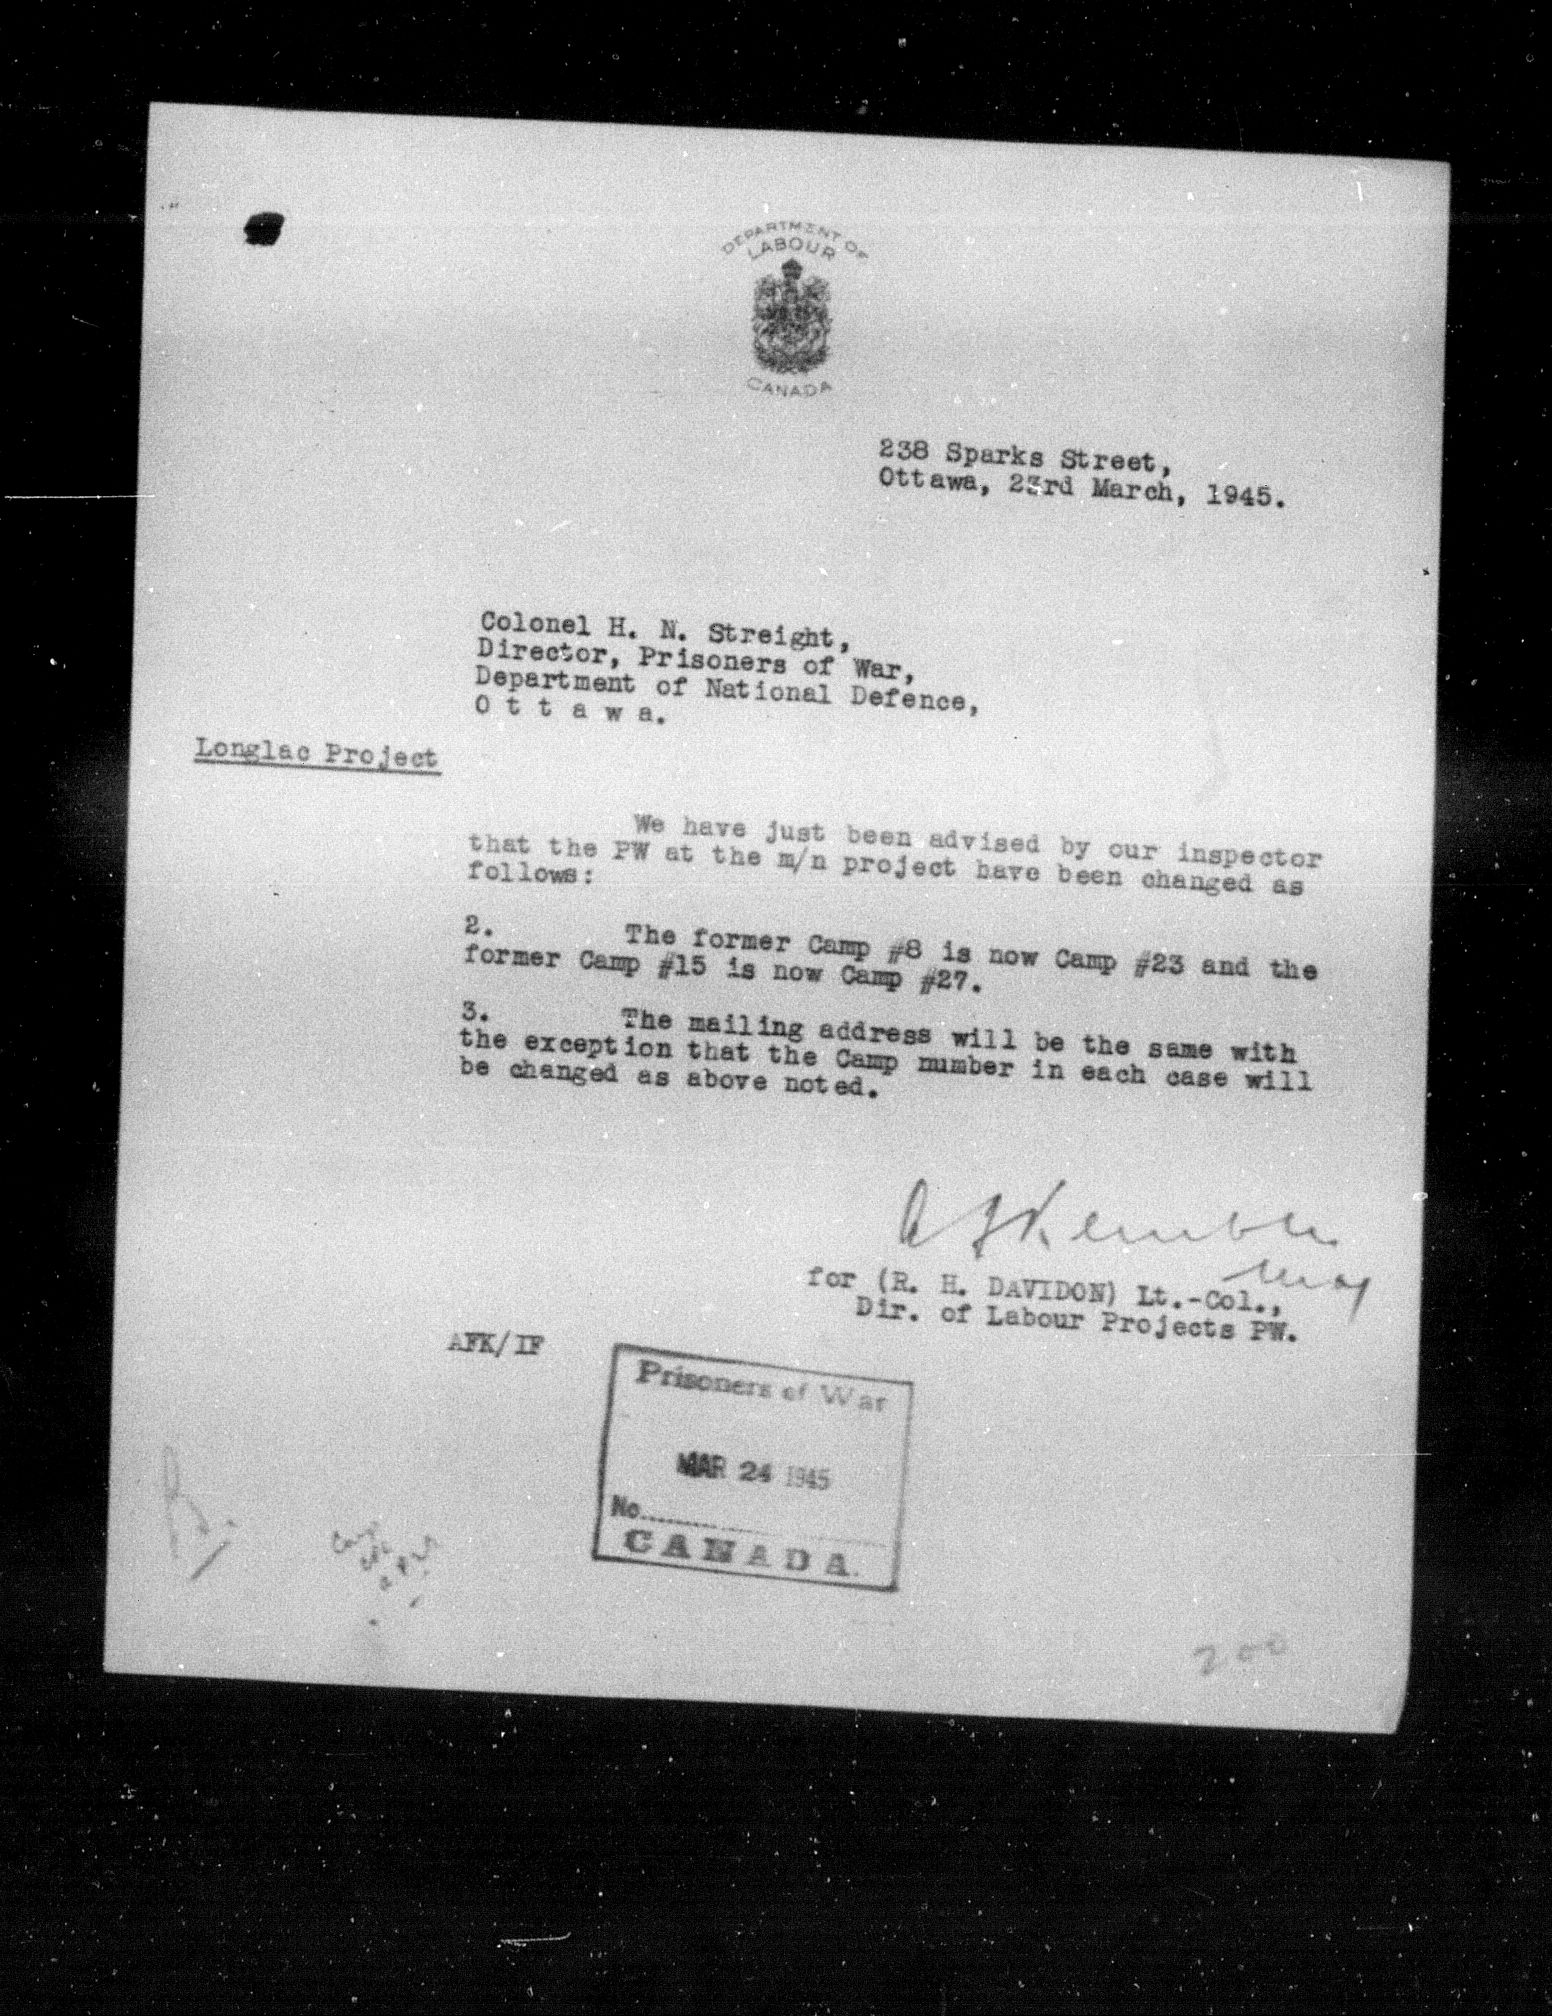 DEPARTMENT OF
LABOUR
CANADA
238 Sparks Street,
Ottawa, 23rd March, 1945.
Colonel H. N. Streight,
Director, Prisoners of War,
Department of National Defence,
O t t a w a.
Longlac Project
We have just been advised by our inspector
that the PW at the m/n project have been changed as
follows:
2. The former Camp #8 is now Camp #23 and the
former Camp #15 is now Camp #27.
3. The mailing address will be the same with
the exception that the Camp number in each case will
be changed as above noted.
for (R. H. DAVIDON) Lt.-Col.,
Dir. of Labour Projects PW.
AFK/IF
Prisoners of War
MAR 24 1945
No.
CANADA.
200